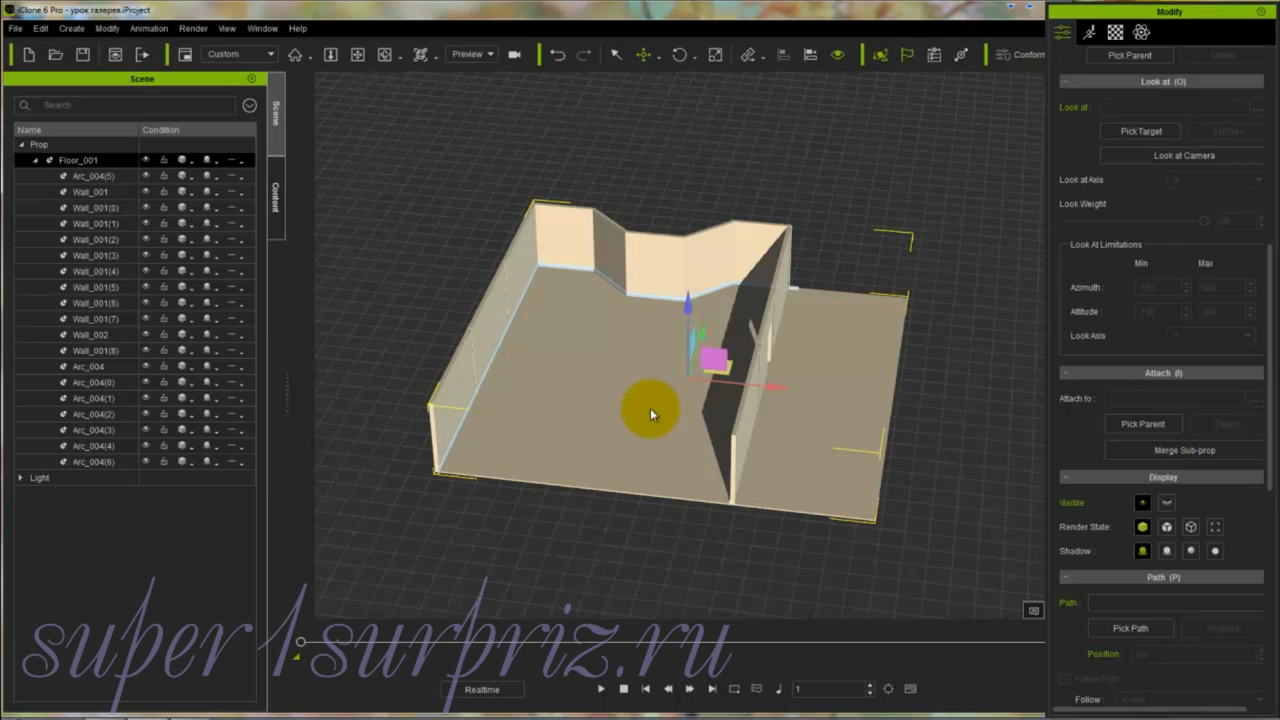 iClone 6 Pro - урок галерея.iProject
File Edit Create Modify Animation Render View Window Help
Custom
Preview
Conform
Scene
Search
Name Condition
Prop
Floor_001
Arc_004(5)
Wall_001
Wall_001(0)
Wall_001(1)
Wall_001(2)
Wall_001(3)
Wall_001(4)
Wall_001(5)
Wall_001(6)
Wall_001(7)
Wall_002
Wall_001(8)
Arc_004
Arc_004(0)
Arc_004(1)
Arc_004(2)
Arc_004(3)
Arc_004(4)
Arc_004(6)
Light
Scene
Content
super1surpriz.ru
Realtime
1
Modify
Pick Parent
Look at (O)
Look at :
Pick Target
Look at Camera
Look at Axis
Look Weight
Look At Limitations
Min Max
Azimuth :
Altitude :
Look Axis
Attach (I)
Attach to :
Pick Parent
Merge Sub-prop
Display
Visible :
Render State:
Shadow :
Path (P)
Path
Pick Path
Position :
Follow Path
Follow :